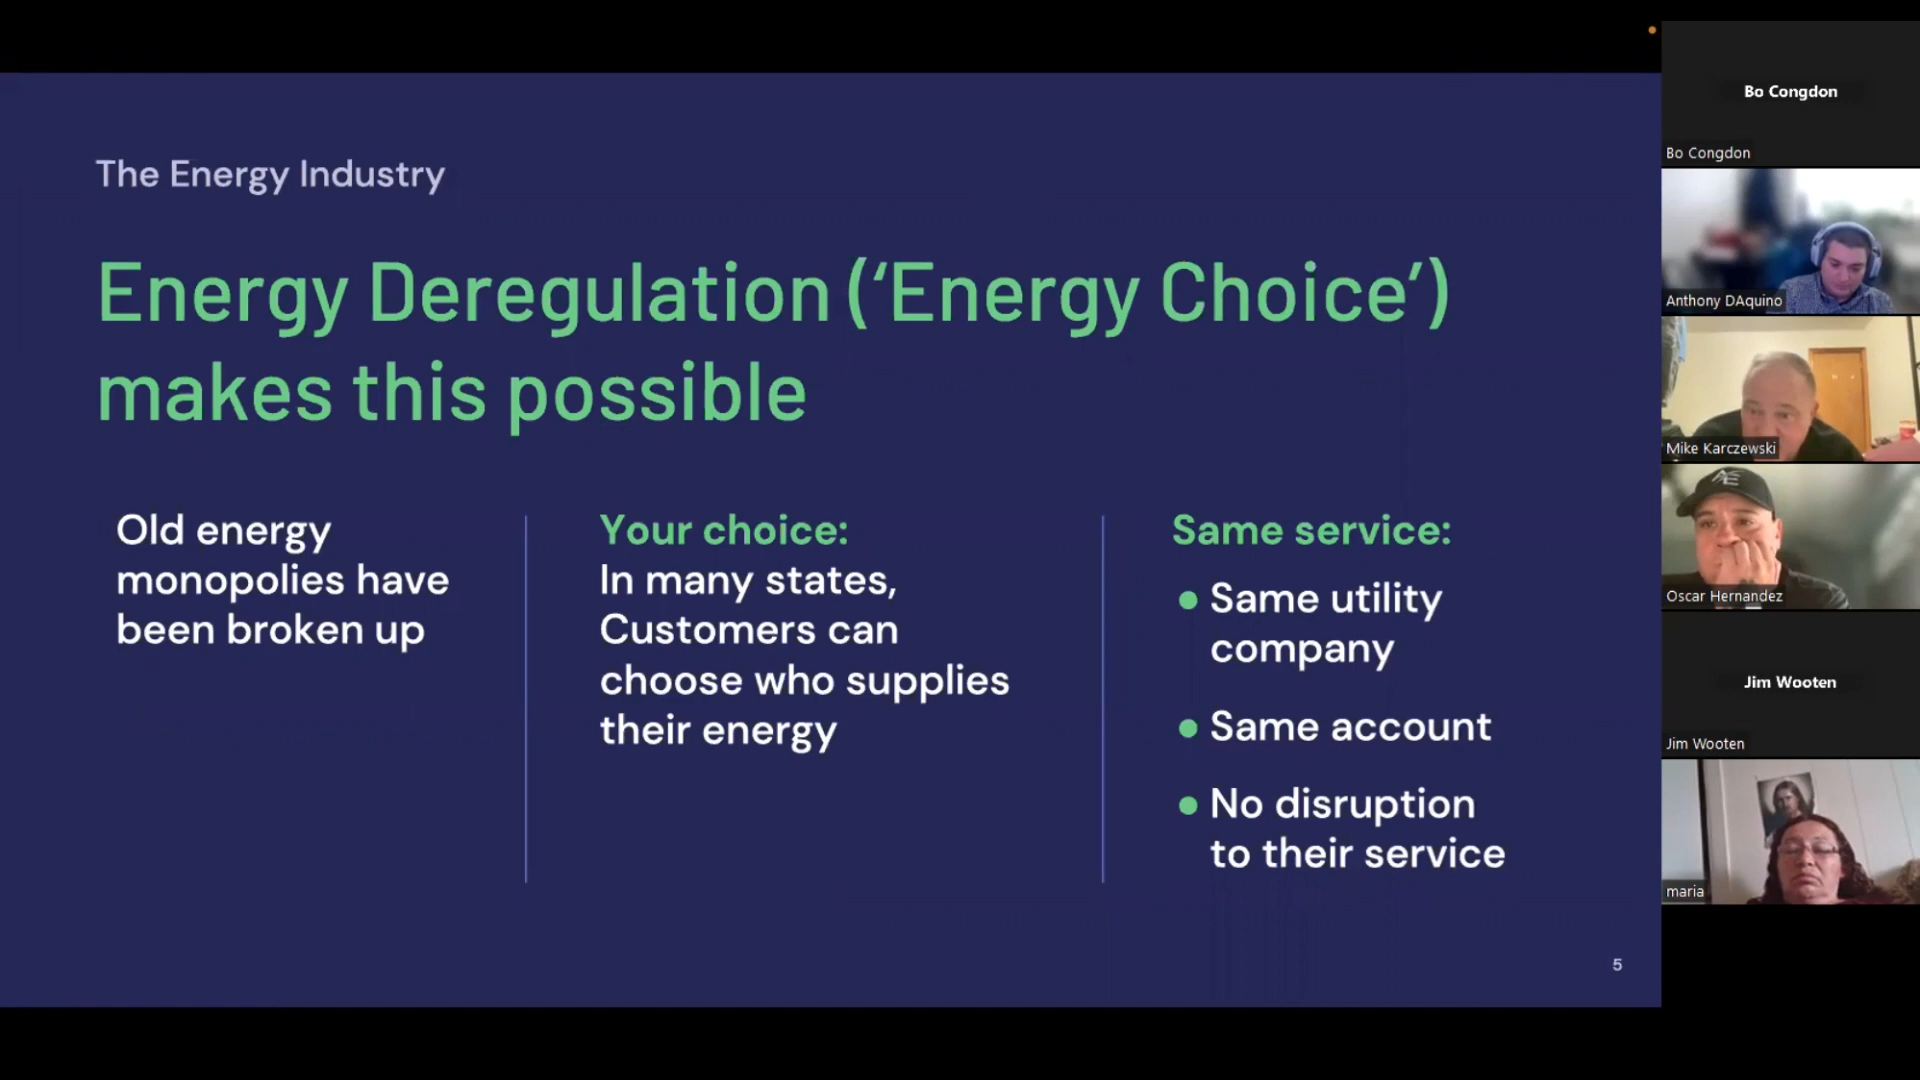 The Energy Industry
Energy Deregulation (‘Energy Choice’)
makes this possible
Old energy
monopolies have
been broken up
Your choice:
In many states,
Customers can
choose who supplies
their energy
Same service:
Same utility
company
Same account
No disruption
to their service
5
Bo Congdon
Bo Congdon
Anthony DAquino
Mike Karczewski
Oscar Hernandez
Jim Wooten
Jim Wooten
maria